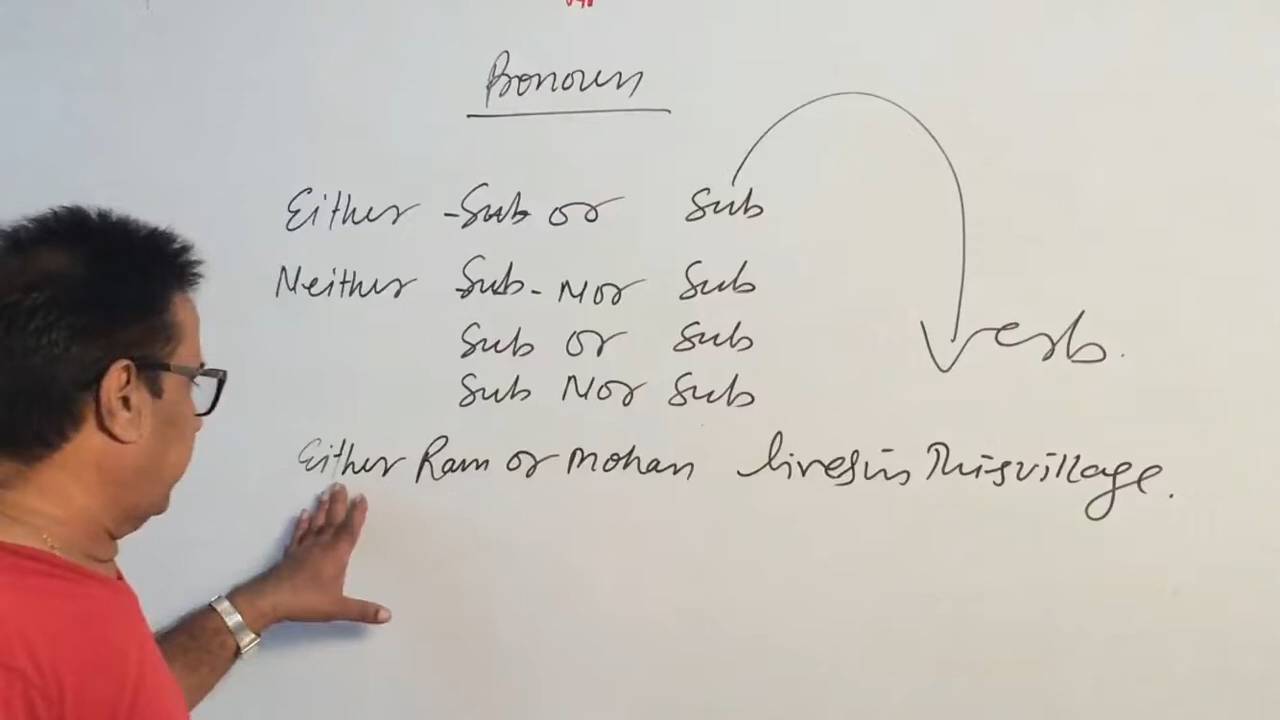 Pronoun
Either - Sub or Sub
Neither Sub - Nor Sub
Sub or Sub
Verb.
Sub Nor Sub
Either Ram or Mohan lives in This village.